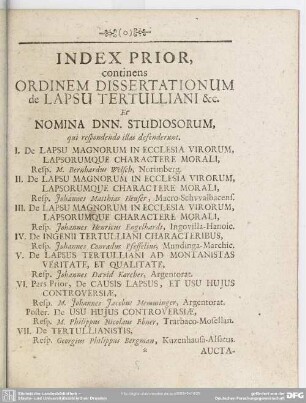 (o)
INDEX PRIOR,
continens
ORDINEM DISSERTATIONUM
de LAPSU TERTULLIANI &c.
Et
NOMINA DNN. STUDIOSORUM,
qui respondendo illas defenderunt.
I. De LAPSU MAGNORUM IN ECCLESIA VIRORUM,
LAPSORUMQUE CHARACTERE MORALI,
Resp. M. Bernhardus Wölsch, Norimberg.
II. De LAPSU MAGNORUM IN ECCLESIA VIRORUM,
LAPSORUMQUE CHARACTERE MORALI,
Resp. Johannes Matthias Heuser, Macro-Schvvalbacens.
III. De LAPSU MAGNORUM IN ECCLESIA VIRORUM,
LAPSORUMQUE CHARACTERE MORALI,
Resp. Johannes Henricus Engelhardt, Ingovilla-Hanoic.
IV. De INGENII TERTULLIANI CHARACTERIBUS,
Resp. Johannes Conradus Pfefelius, Mundinga-Marchic.
V. De LAPSUS TERTULLIANI AD MONTANISTAS
VERITATE, ET QUALITATE,
Resp. Johannes David Karcher, Argentorat.
VI. Pars Prior, De CAUSIS LAPSUS, ET USU HUJUS
CONTROVERSIÆ,
Resp. M. Johannes Jacobus Memminger, Argentorat.
Poster. De USU HUJUS CONTROVERSIÆ,
Resp. M. Philippus Nicolaus Ebner, Trarbaco-Mosellan.
VII. De TERTULLIANISTIS,
Resp. Georgius Philippus Bergman, Kuzenhausa-Alsatus.
AUCTA-